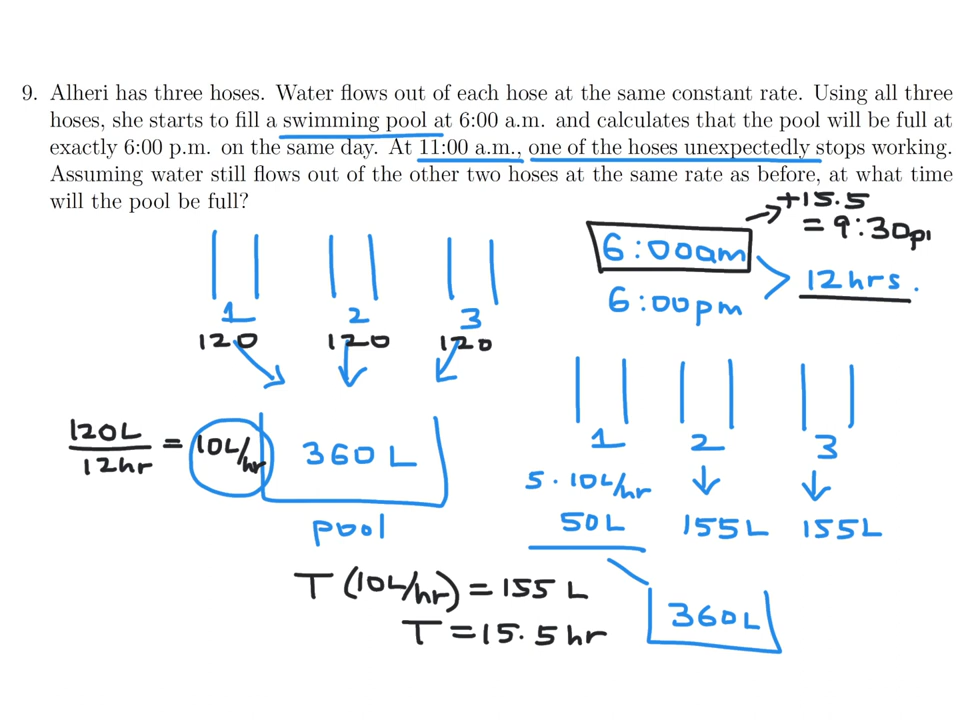 9. Alheri has three hoses. Water flows out of each hose at the same constant rate. Using all three
hoses, she starts to fill a swimming pool at 6:00 a.m. and calculates that the pool will be full at
exactly 6:00 p.m. on the same day. At 11:00 a.m., one of the hoses unexpectedly stops working.
Assuming water still flows out of the other two hoses at the same rate as before, at what time
will the pool be full?
+15.5
= 9:30pm
6:00am
12hrs.
6:00pm
1 2 3
120 120 120
120L/12hr = 10L/hr
360L
pool
1 2 3
5·10L/hr
50L 155L 155L
T(10L/hr) = 155L
T = 15.5hr
360L